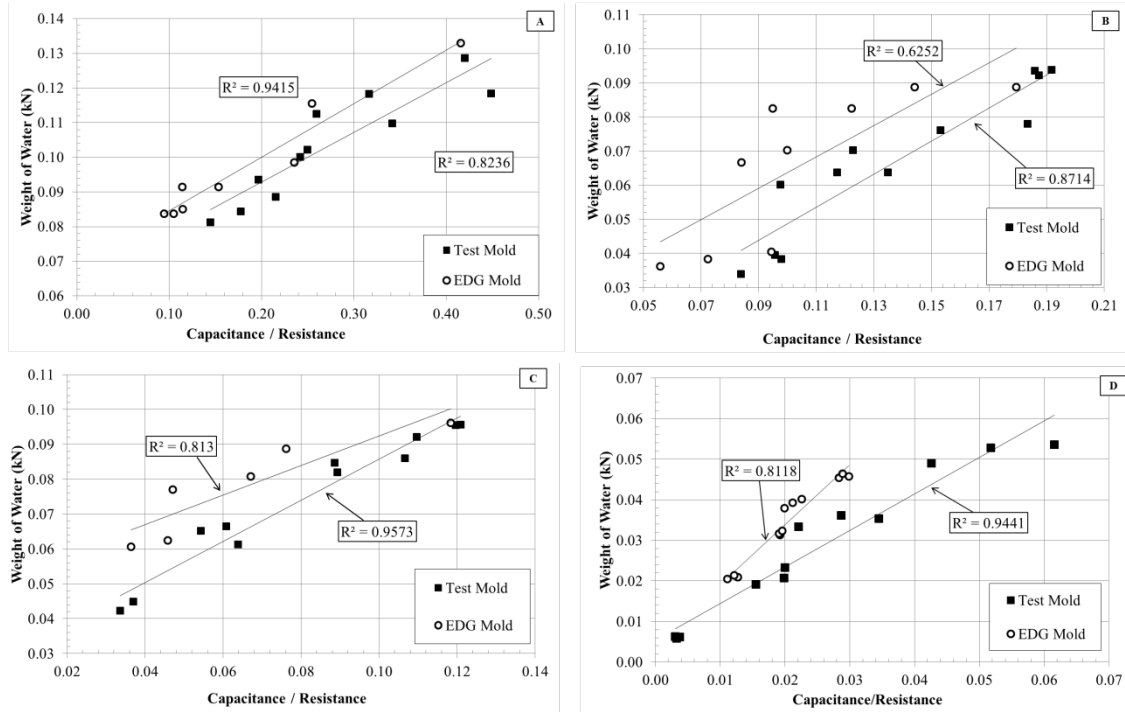 A
0.14
0.13
0.12
0.11
0.10
0.09
0.08
0.07
0.06
Weight of Water (kN)
R² = 0.9415
R² = 0.8236
Test Mold
EDG Mold
0.00 0.10 0.20 0.30 0.40 0.50
Capacitance / Resistance
B
0.10
0.09
0.08
0.07
0.06
0.05
0.04
0.03
Weight of Water (kN)
R² = 0.6252
R² = 0.8714
Test Mold
EDG Mold
0.05 0.07 0.09 0.11 0.13 0.15 0.17 0.19 0.21
Capacitance / Resistance
C
0.11
0.10
0.09
0.08
0.07
0.06
0.05
0.04
0.03
Weight of Water (kN)
R² = 0.813
R² = 0.9573
Test Mold
EDG Mold
0.02 0.04 0.06 0.08 0.10 0.12 0.14
Capacitance / Resistance
D
0.07
0.06
0.05
0.04
0.03
0.02
0.01
0.00
Weight of Water (kN)
R² = 0.8118
R² = 0.9441
Test Mold
EDG Mold
0.00 0.01 0.02 0.03 0.04 0.05 0.06 0.07
Capacitance/Resistance